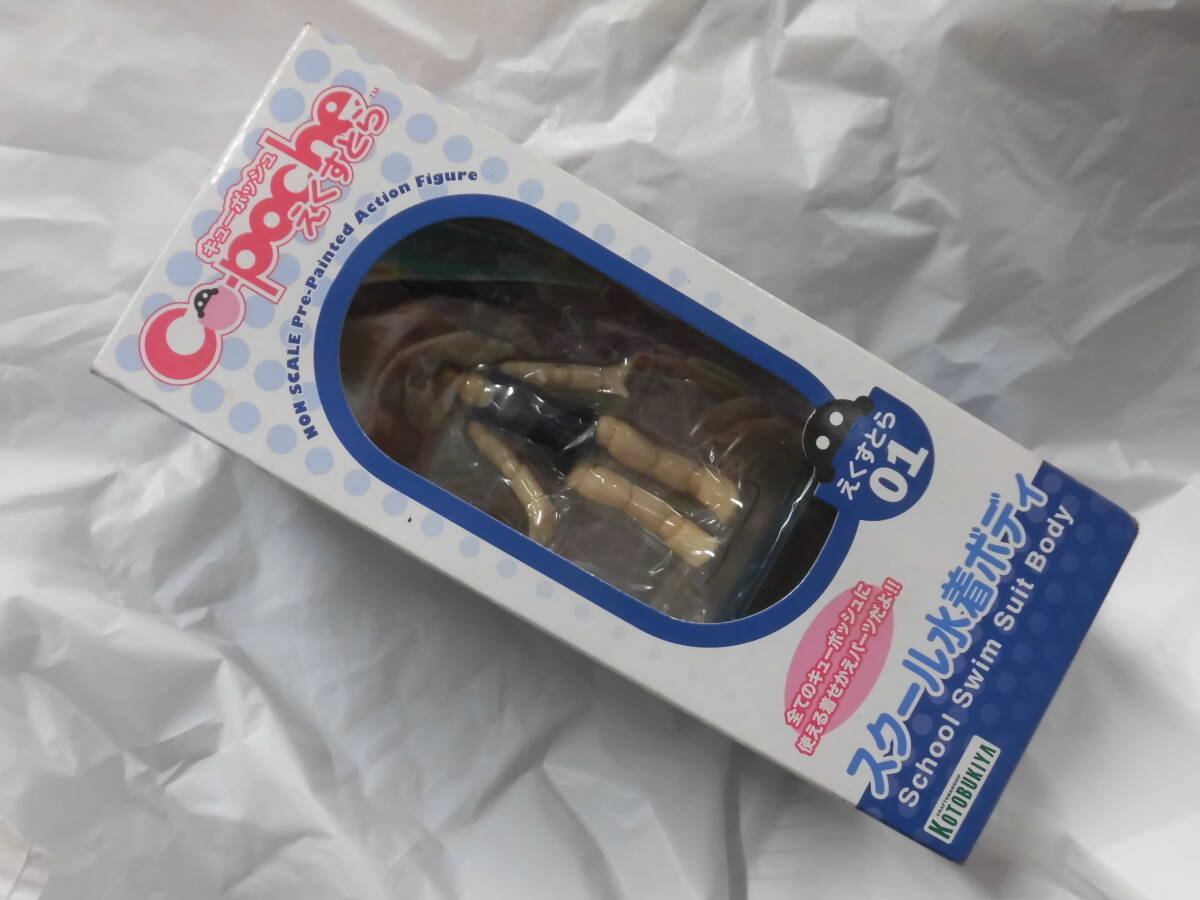 キューポッシュ
Cu·poche™
えくすとら
NON SCALE Pre-Painted Action Figure
えくすとら
01
全てのキューポッシュに
使える着せかえパーツだよ!!
スクール水着ボディ
School Swim Suit Body
CRAFTSMANSHIP
KOTOBUKIYA